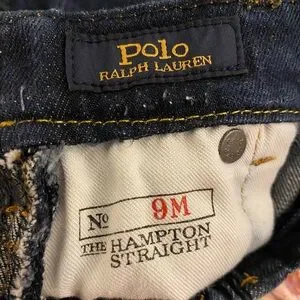 Polo
RALPH LAUREN
Nº 9M
THE HAMPTON
STRAIGHT